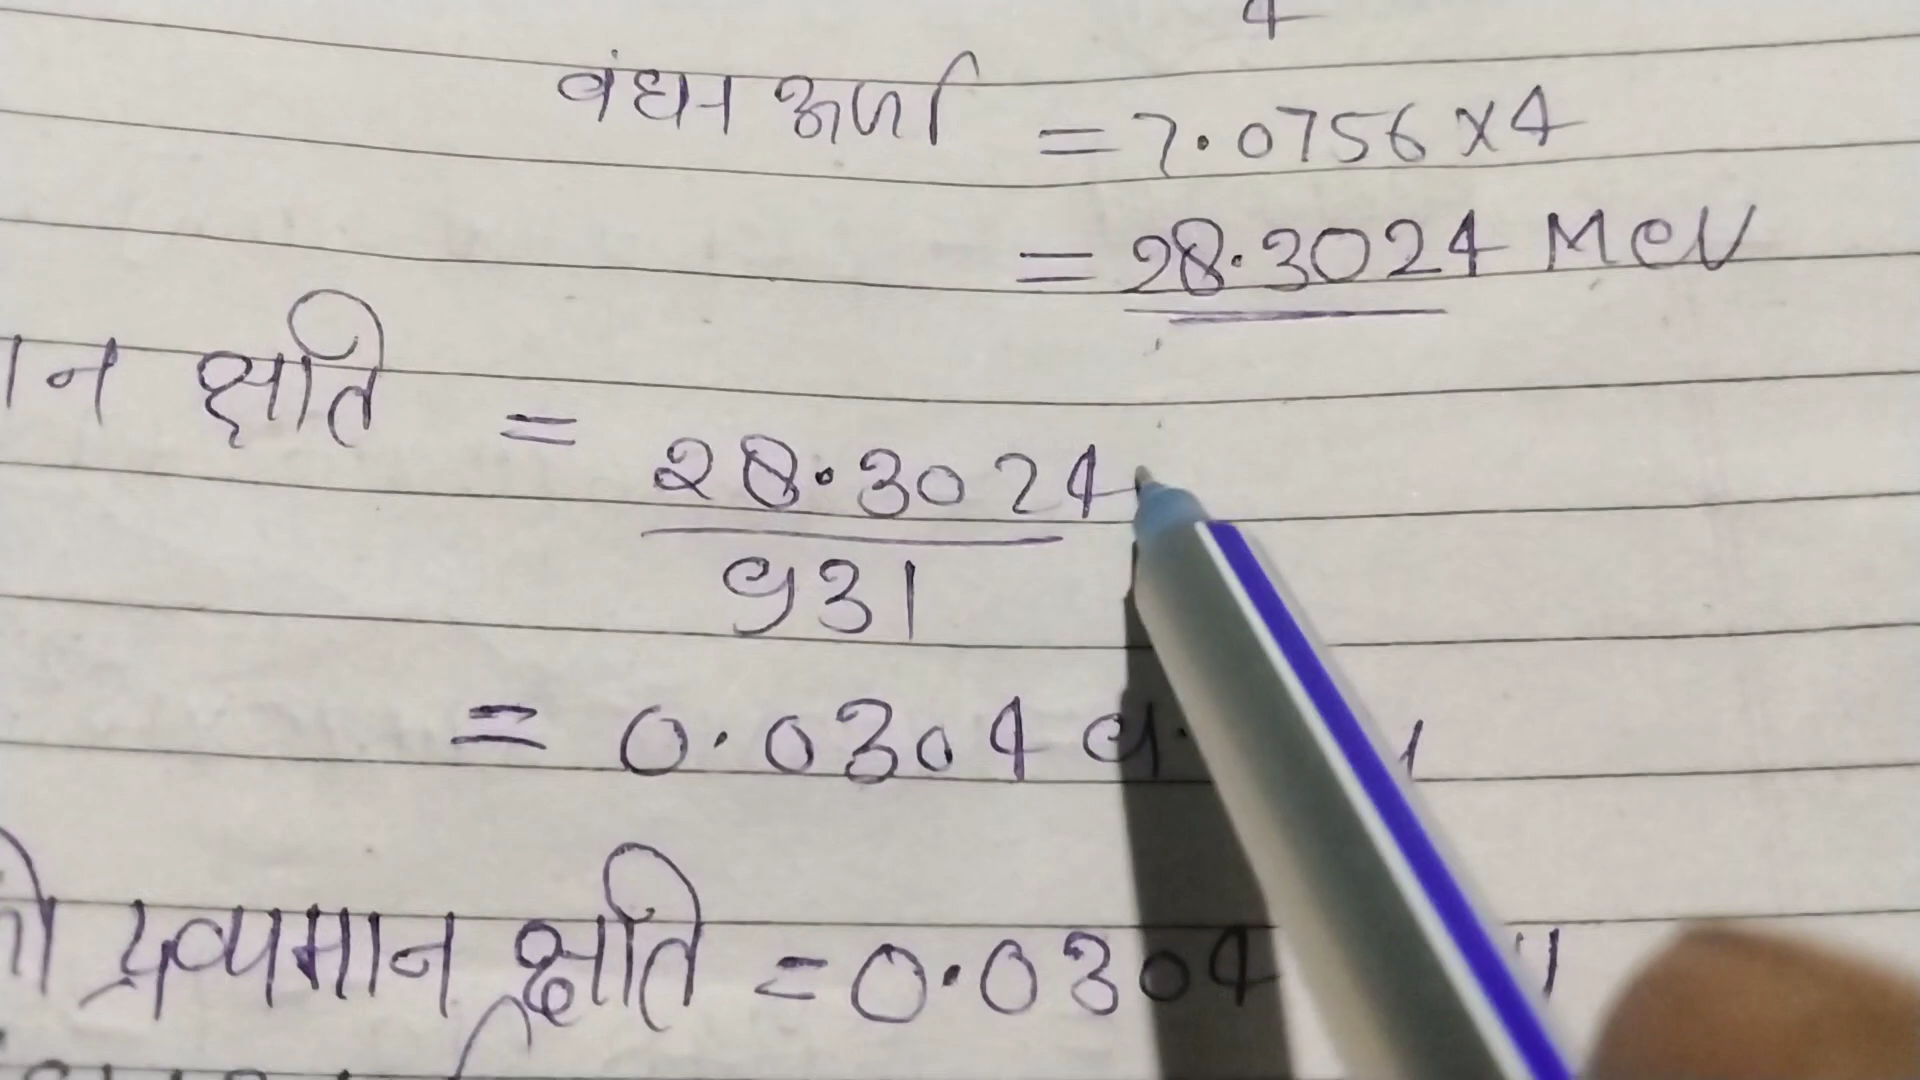 4
बंधन ऊर्जा = 7.0756 X 4
= 28.3024 MeV
मान क्षति = 28.3024
931
= 0.0304 a.
की द्रव्यमान क्षति = 0.0304